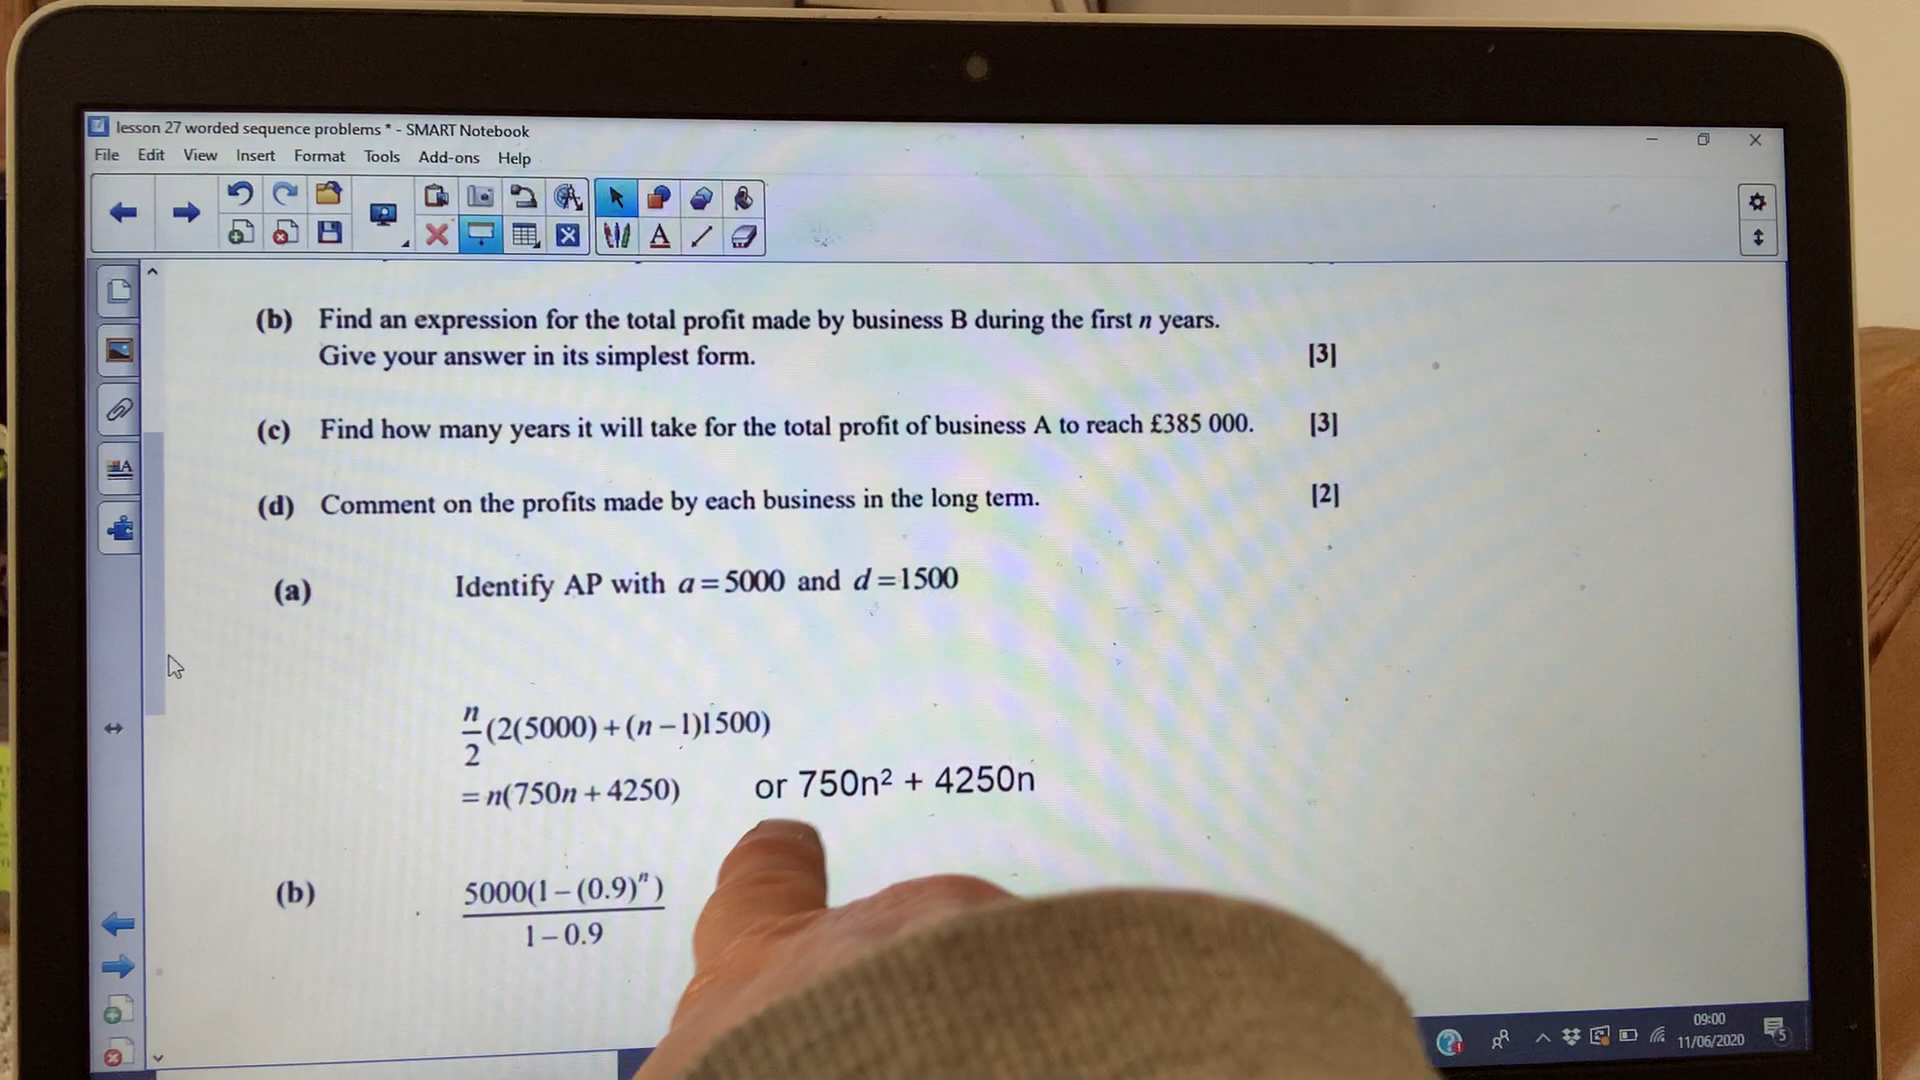 lesson 27 worded sequence problems * - SMART Notebook
File Edit View Insert Format Tools Add-ons Help
(b) Find an expression for the total profit made by business B during the first n years.
Give your answer in its simplest form. [3]
(c) Find how many years it will take for the total profit of business A to reach £385 000. [3]
(d) Comment on the profits made by each business in the long term. [2]
(a) Identify AP with a = 5000 and d = 1500
n/2 (2(5000) + (n − 1)1500)
= n(750n + 4250) or 750n² + 4250n
(b) 5000(1 − (0.9)ⁿ)
1 − 0.9
09:00
11/06/2020
5